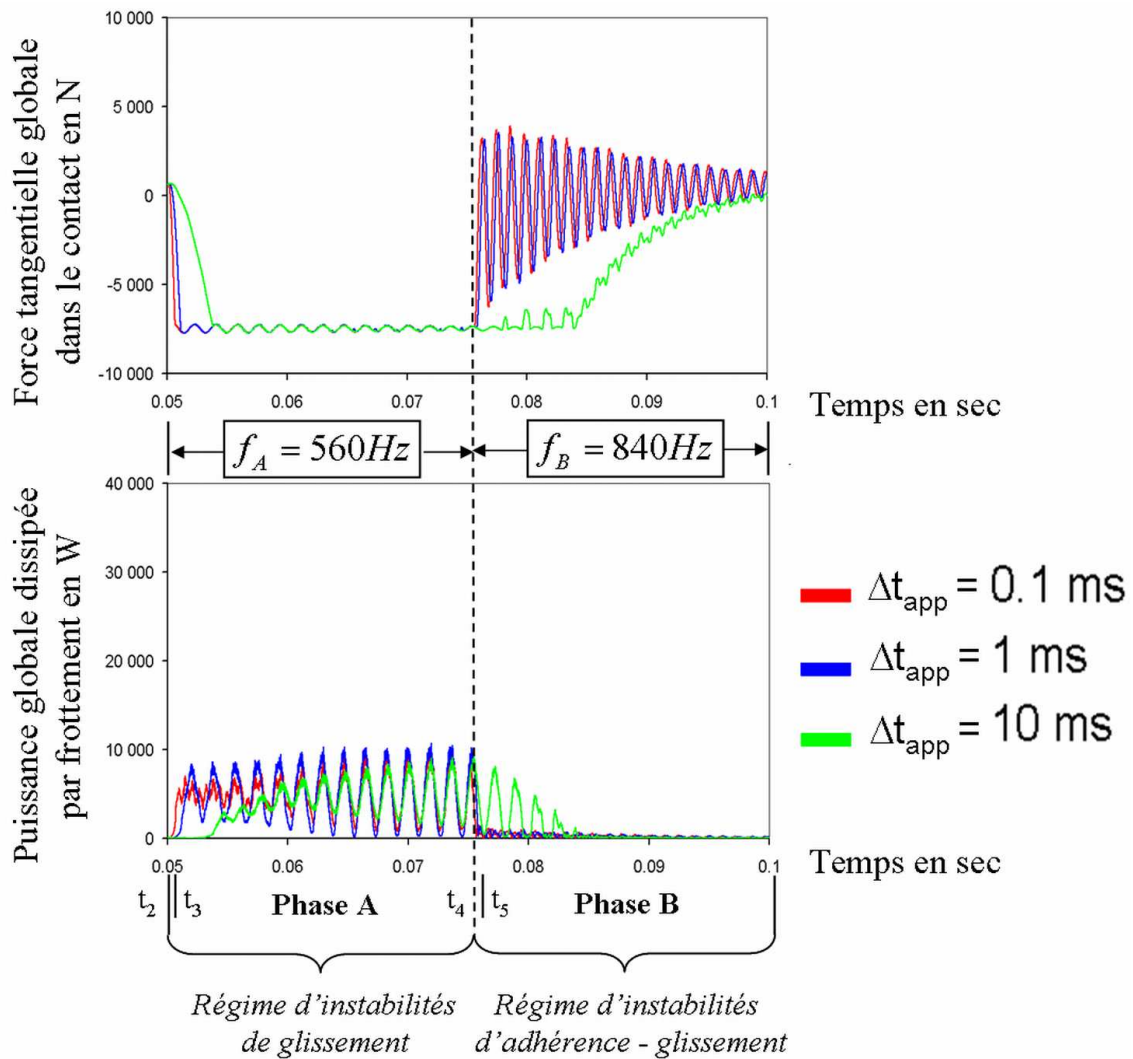 Force tangentielle globale
dans le contact en N
10 000
5 000
0
-5 000
-10 000
0.05
0.06
0.07
0.08
0.09
0.1
Temps en sec
f_A = 560Hz
f_B = 840Hz
Puissance globale dissipée
par frottement en W
40 000
30 000
20 000
10 000
0
0.05
0.06
0.07
0.08
0.09
0.1
Temps en sec
Δt_app = 0.1 ms
Δt_app = 1 ms
Δt_app = 10 ms
t_2 t_3 Phase A t_4 t_5 Phase B
Régime d'instabilités
de glissement
Régime d'instabilités
d'adhérence - glissement